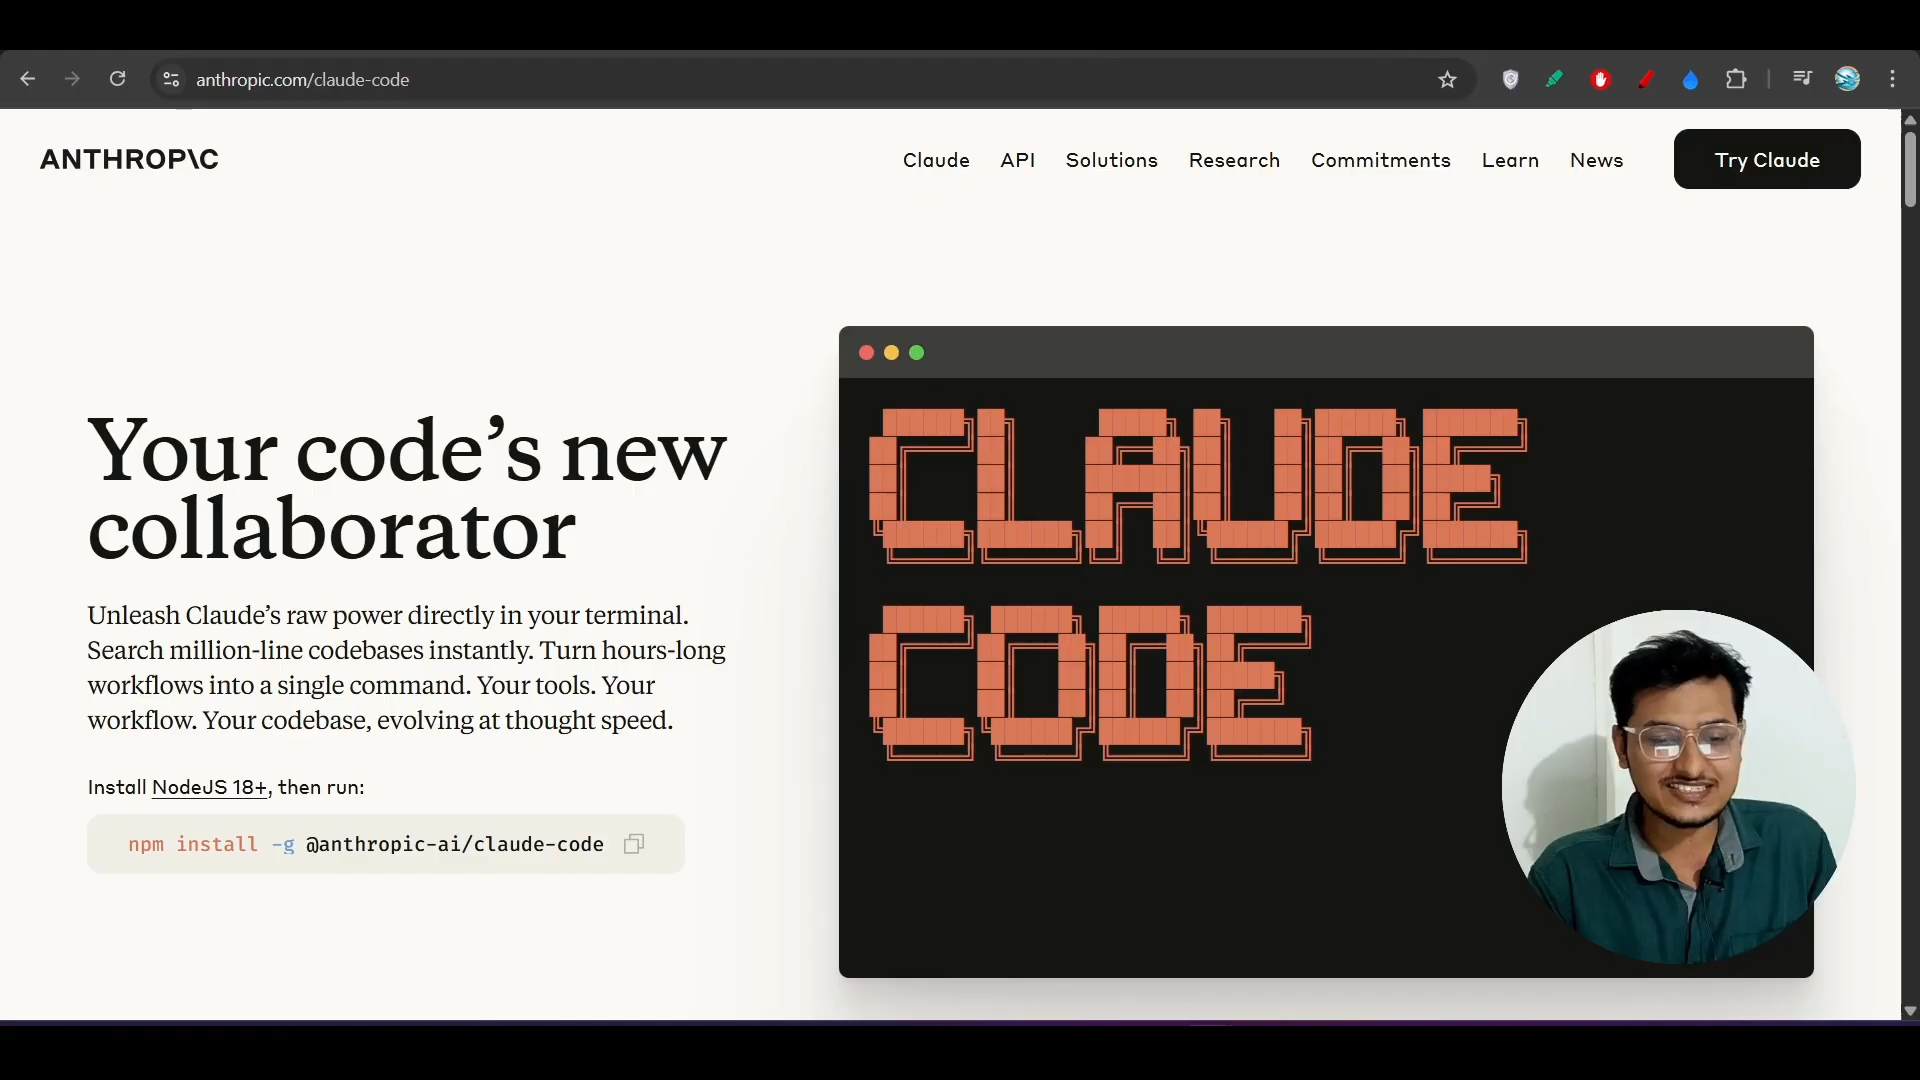 anthropic.com/claude-code
ANTHROP\C
Claude
API
Solutions
Research
Commitments
Learn
News
Try Claude
Your code’s new
collaborator
Unleash Claude’s raw power directly in your terminal.
Search million-line codebases instantly. Turn hours-long
workflows into a single command. Your tools. Your
workflow. Your codebase, evolving at thought speed.
Install NodeJS 18+, then run:
npm install -g @anthropic-ai/claude-code
CLAUDE
CODE